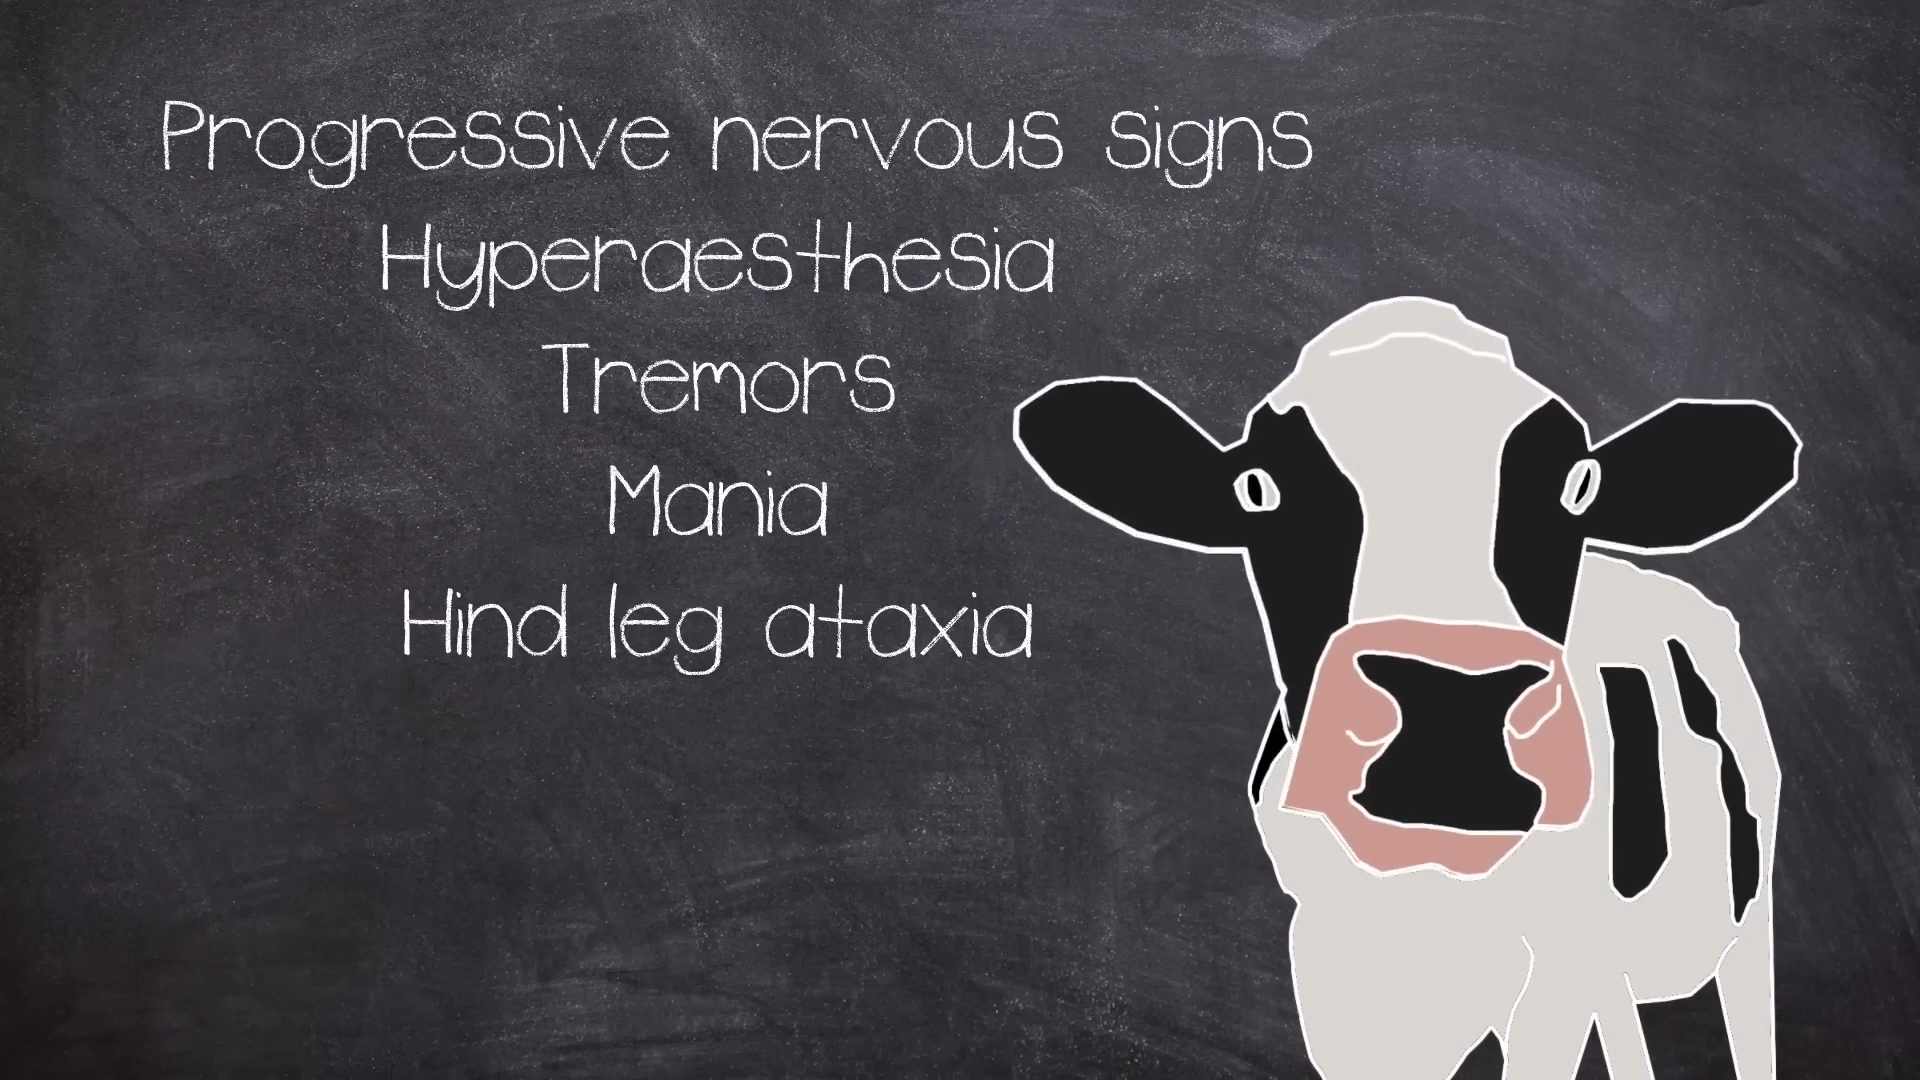 Progressive nervous signs
Hyperaesthesia
Tremors
Mania
Hind leg ataxia